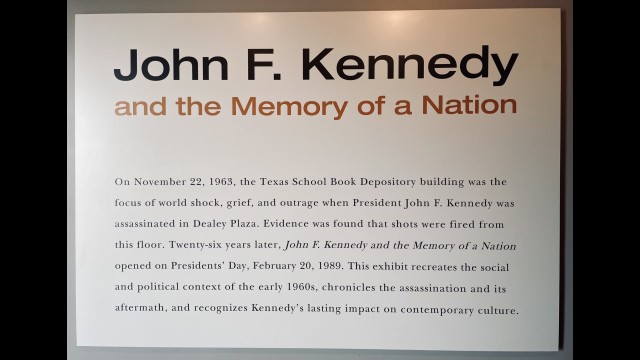 John F. Kennedy
and the Memory of a Nation
On November 22, 1963, the Texas School Book Depository building was the
focus of world shock, grief, and outrage when President John F. Kennedy was
assassinated in Dealey Plaza. Evidence was found that shots were fired from
this floor. Twenty-six years later, John F. Kennedy and the Memory of a Nation
opened on Presidents' Day, February 20, 1989. This exhibit recreates the social
and political context of the early 1960s, chronicles the assassination and its
aftermath, and recognizes Kennedy's lasting impact on contemporary culture.